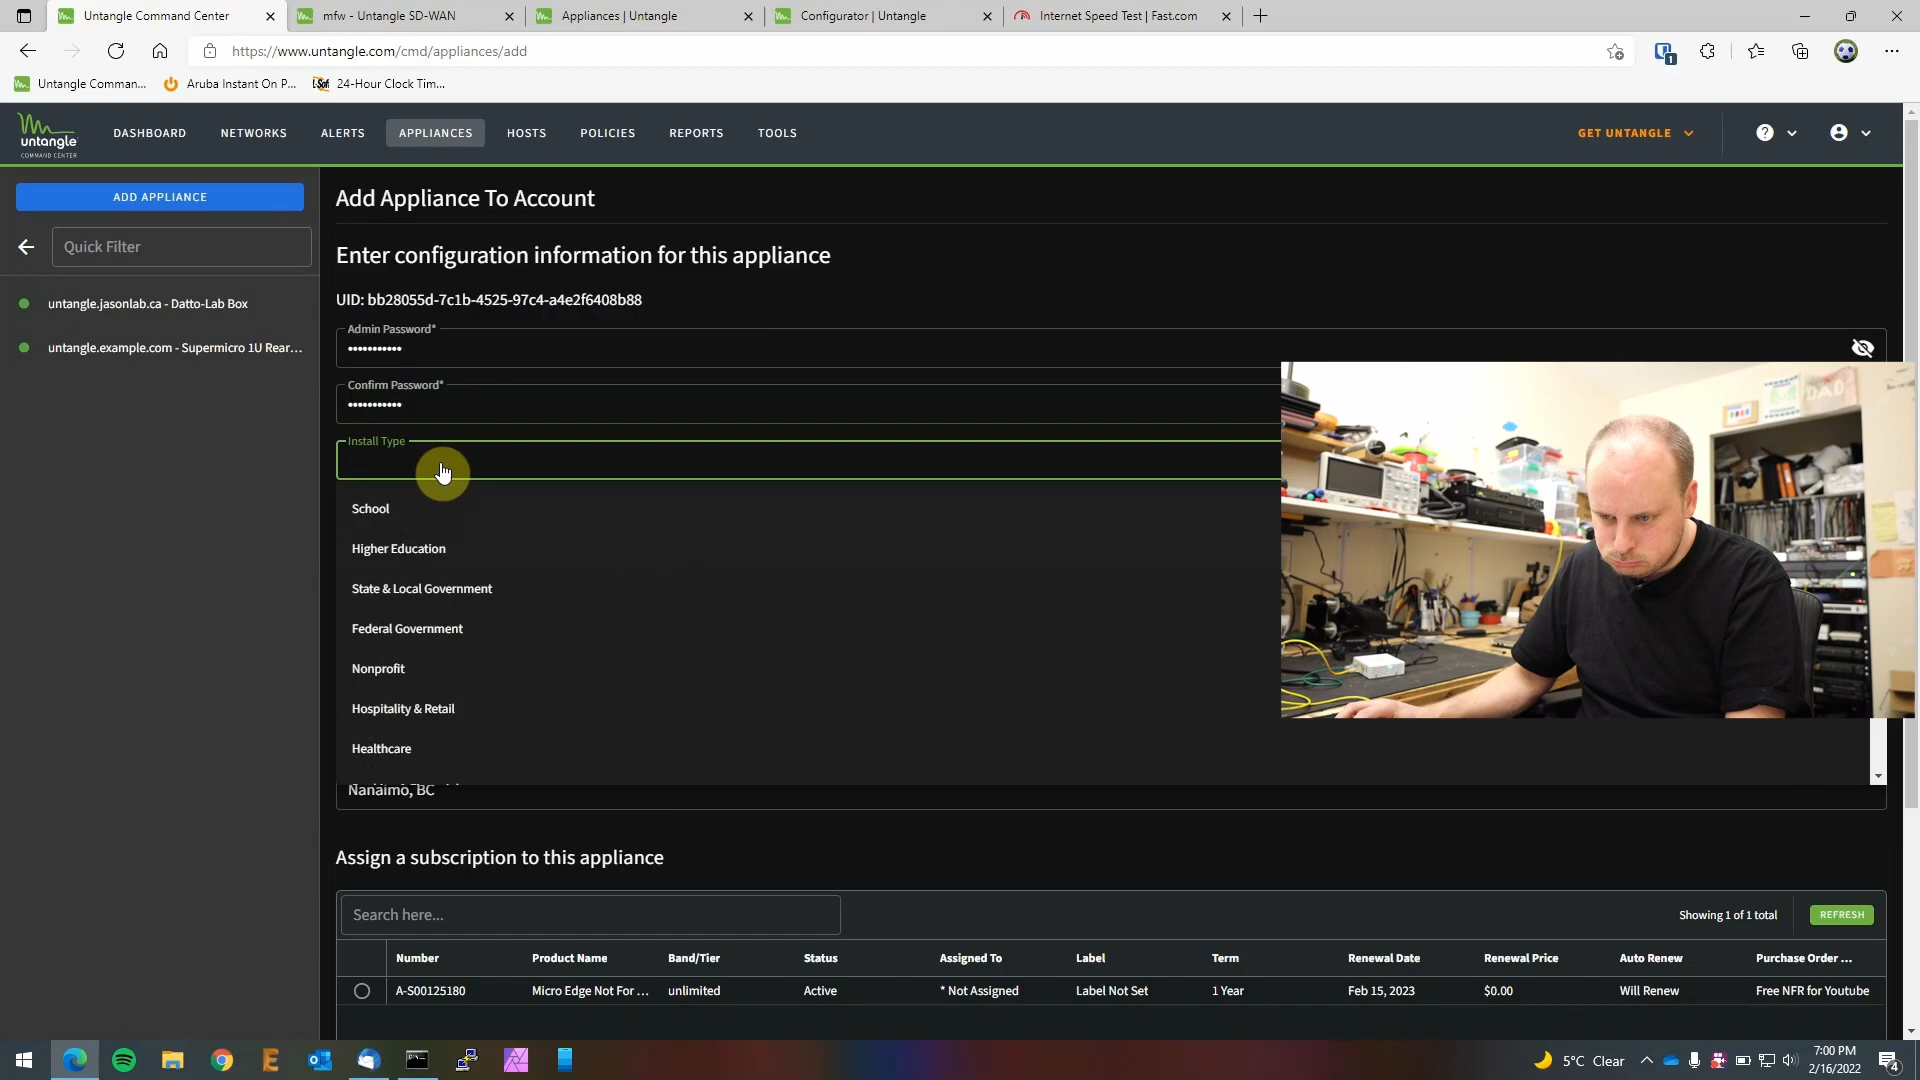 Untangle Command Center
mfw - Untangle SD-WAN
Appliances | Untangle
Configurator | Untangle
Internet Speed Test | Fast.com
https://www.untangle.com/cmd/appliances/add
1
Untangle Comman...
Aruba Instant On P...
24-Hour Clock Tim...
untangle
COMMAND CENTER
DASHBOARD
NETWORKS
ALERTS
APPLIANCES
HOSTS
POLICIES
REPORTS
TOOLS
GET UNTANGLE
ADD APPLIANCE
Quick Filter
untangle.jasonlab.ca - Datto-Lab Box
untangle.example.com - Supermicro 1U Rear...
Add Appliance To Account
Enter configuration information for this appliance
UID: bb28055d-7c1b-4525-97c4-a4e2f6408b88
Admin Password*
•••••••••••
Confirm Password*
•••••••••••
Install Type
School
Higher Education
State & Local Government
Federal Government
Nonprofit
Hospitality & Retail
Healthcare
Nanaimo, BC
DAD
Assign a subscription to this appliance
Search here...
Showing 1 of 1 total
REFRESH
Number Product Name Band/Tier Status Assigned To Label Term Renewal Date Renewal Price Auto Renew Purchase Order ...
A-S00125180 Micro Edge Not For ... unlimited Active * Not Assigned Label Not Set 1 Year Feb 15, 2023 $0.00 Will Renew Free NFR for Youtube
5°C Clear
7:00 PM
2/16/2022
4